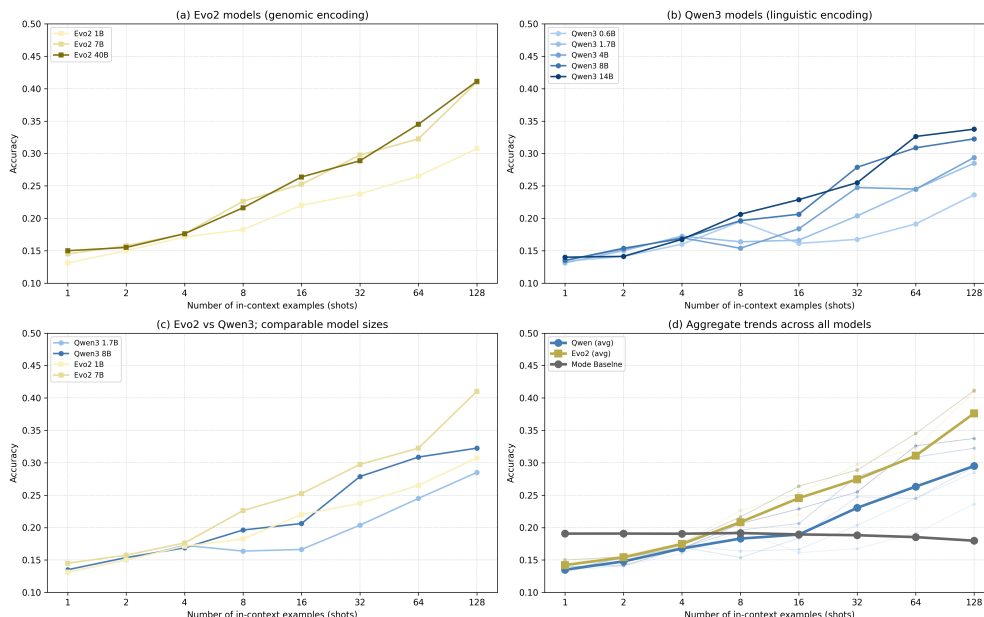 (a) Evo2 models (genomic encoding)
0.50
0.45
0.40
0.35
0.30
0.25
0.20
0.15
0.10
Accuracy
Evo2 1B
Evo2 7B
Evo2 40B
1 2 4 8 16 32 64 128
Number of in-context examples (shots)
(b) Qwen3 models (linguistic encoding)
0.50
0.45
0.40
0.35
0.30
0.25
0.20
0.15
0.10
Accuracy
Qwen3 0.6B
Qwen3 1.7B
Qwen3 4B
Qwen3 8B
Qwen3 14B
1 2 4 8 16 32 64 128
Number of in-context examples (shots)
(c) Evo2 vs Qwen3; comparable model sizes
0.50
0.45
0.40
0.35
0.30
0.25
0.20
0.15
0.10
Accuracy
Qwen3 1.7B
Qwen3 8B
Evo2 1B
Evo2 7B
1 2 4 8 16 32 64 128
Number of in-context examples (shots)
(d) Aggregate trends across all models
0.50
0.45
0.40
0.35
0.30
0.25
0.20
0.15
0.10
Accuracy
Qwen (avg)
Evo2 (avg)
Mode Baselne
1 2 4 8 16 32 64 128
Number of in-context examples (shots)